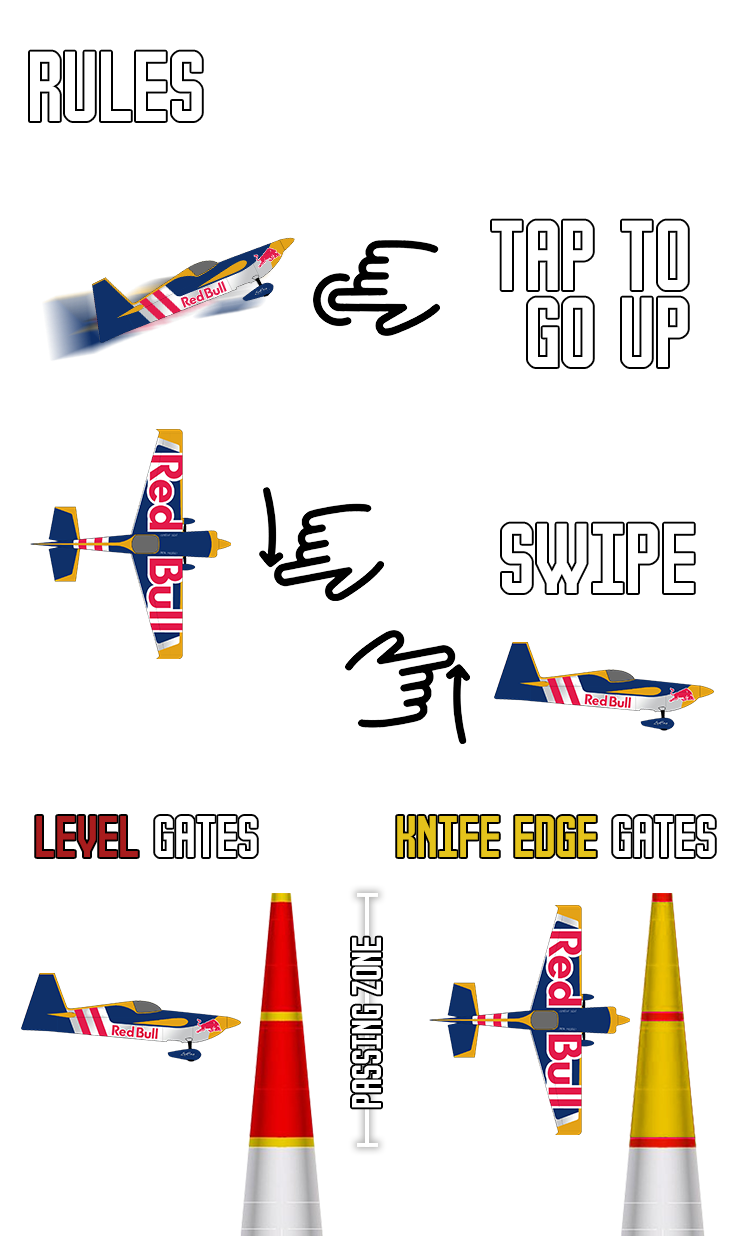 RULES
Red Bull
TAP TO
GO UP
Red Bull
SWIPE
Red Bull
LEVEL GATES
KNIFE EDGE GATES
PASSING ZONE
Red Bull
Red Bull